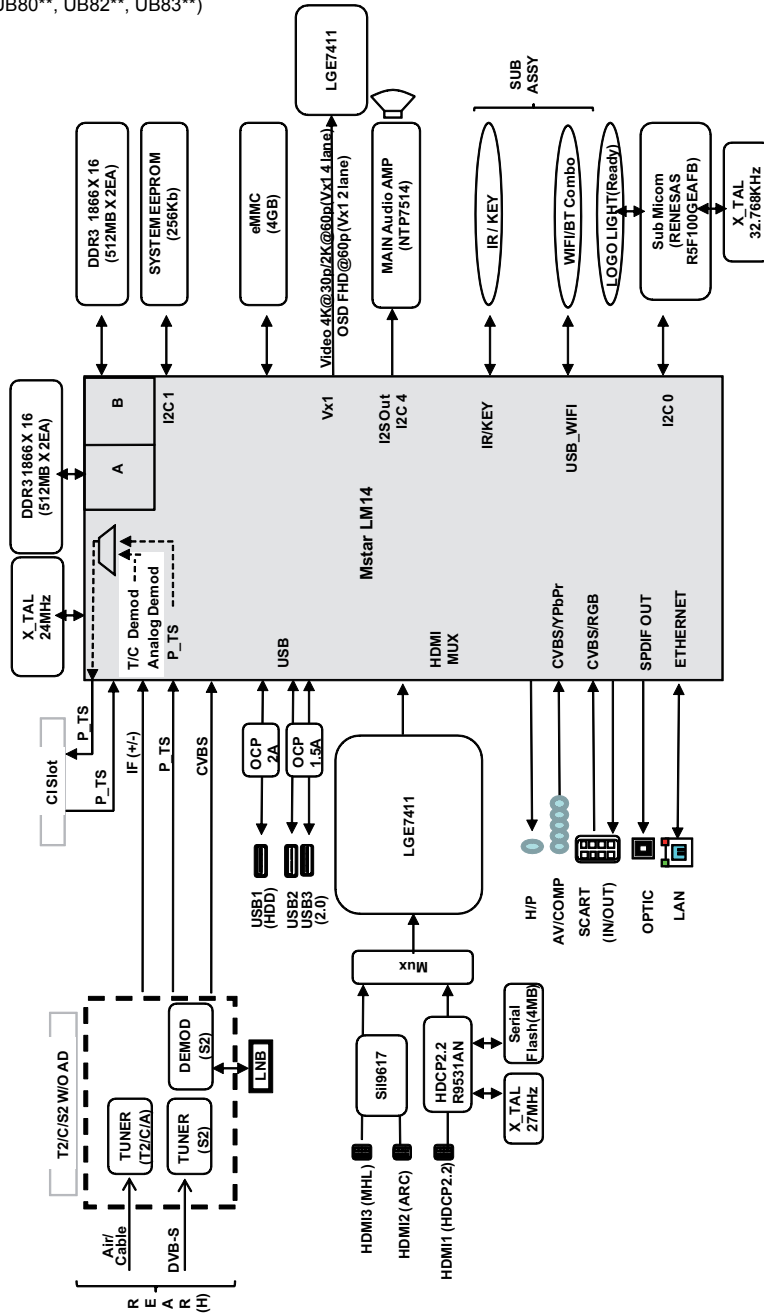 UB80**, UB82**, UB83**)
LGE7411
SUB
ASSY
DDR3 1866 X 16
(512MB X 2EA)
SYSTEM EEPROM
(256Kb)
eMMC
(4GB)
Video 4K@30p/2K@60p(Vx1 4 lane)
OSD FHD@60p(Vx1 2 lane)
MAIN Audio AMP
(NTP7514)
IR / KEY
WIFI/BT Combo
LOGO LIGHT(Ready)
Sub Micom
(RENESAS
R5F100GEAFB)
X_TAL
32.768KHz
DDR3 1866 X 16
(512MB X 2EA)
X_TAL
24MHz
A
B
I2C 1
Vx1
I2S Out
I2C 4
IR/KEY
USB_WIFI
I2C 0
Mstar LM14
T/C Demod
Analog Demod
P_TS
USB
HDMI
MUX
CVBS/YPbPr
CVBS/RGB
SPDIF OUT
ETHERNET
CI Slot
P_TS
P_TS
IF (+/-)
P_TS
CVBS
OCP
2A
OCP
1.5A
USB1
(HDD)
USB2
USB3
(2.0)
LGE7411
H/P
AV/COMP
SCART
(IN/OUT)
OPTIC
LAN
Mux
T2/C/S2 W/O AD
TUNER
(T2/C/A)
TUNER
(S2)
DEMOD
(S2)
LNB
Air/
Cable
DVB-S
R
E
A
R
(H)
SiI9617
HDCP2.2
R9531AN
Serial
Flash(4MB)
X_TAL
27MHz
HDMI3 (MHL)
HDMI2 (ARC)
HDMI1 (HDCP2.2)